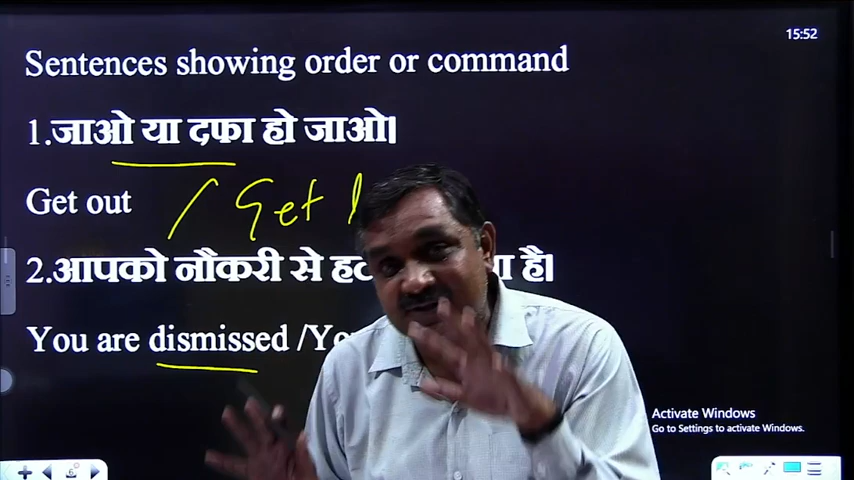 15:52
Sentences showing order or command
1.जाओ या दफा हो जाओ।
Get out / Get
2.आपको नौकरी से है।
You are dismissed /
Activate Windows
Go to Settings to activate Windows.
6